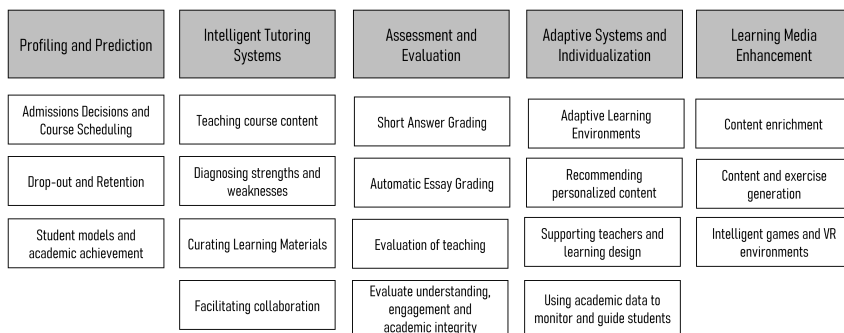 Profiling and Prediction
Admissions Decisions and
Course Scheduling
Drop-out and Retention
Student models and
academic achievement
Intelligent Tutoring
Systems
Teaching course content
Diagnosing strengths and
weaknesses
Curating Learning Materials
Facilitating collaboration
Assessment and
Evaluation
Short Answer Grading
Automatic Essay Grading
Evaluation of teaching
Evaluate understanding,
engagement and
academic integrity
Adaptive Systems and
Individualization
Adaptive Learning
Environments
Recommending
personalized content
Supporting teachers and
learning design
Using academic data to
monitor and guide students
Learning Media
Enhancement
Content enrichment
Content and exercise
generation
Intelligent games and VR
environments